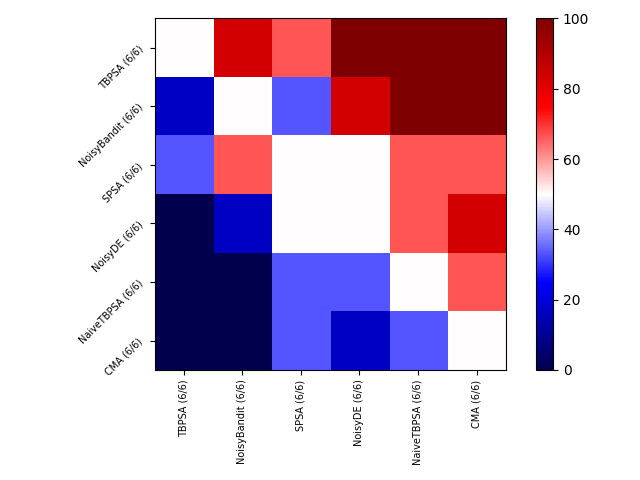 TBPSA (6/6)
NoisyBandit (6/6)
SPSA (6/6)
NoisyDE (6/6)
NaiveTBPSA (6/6)
CMA (6/6)
TBPSA (6/6)
NoisyBandit (6/6)
SPSA (6/6)
NoisyDE (6/6)
NaiveTBPSA (6/6)
CMA (6/6)
100
80
60
40
20
0